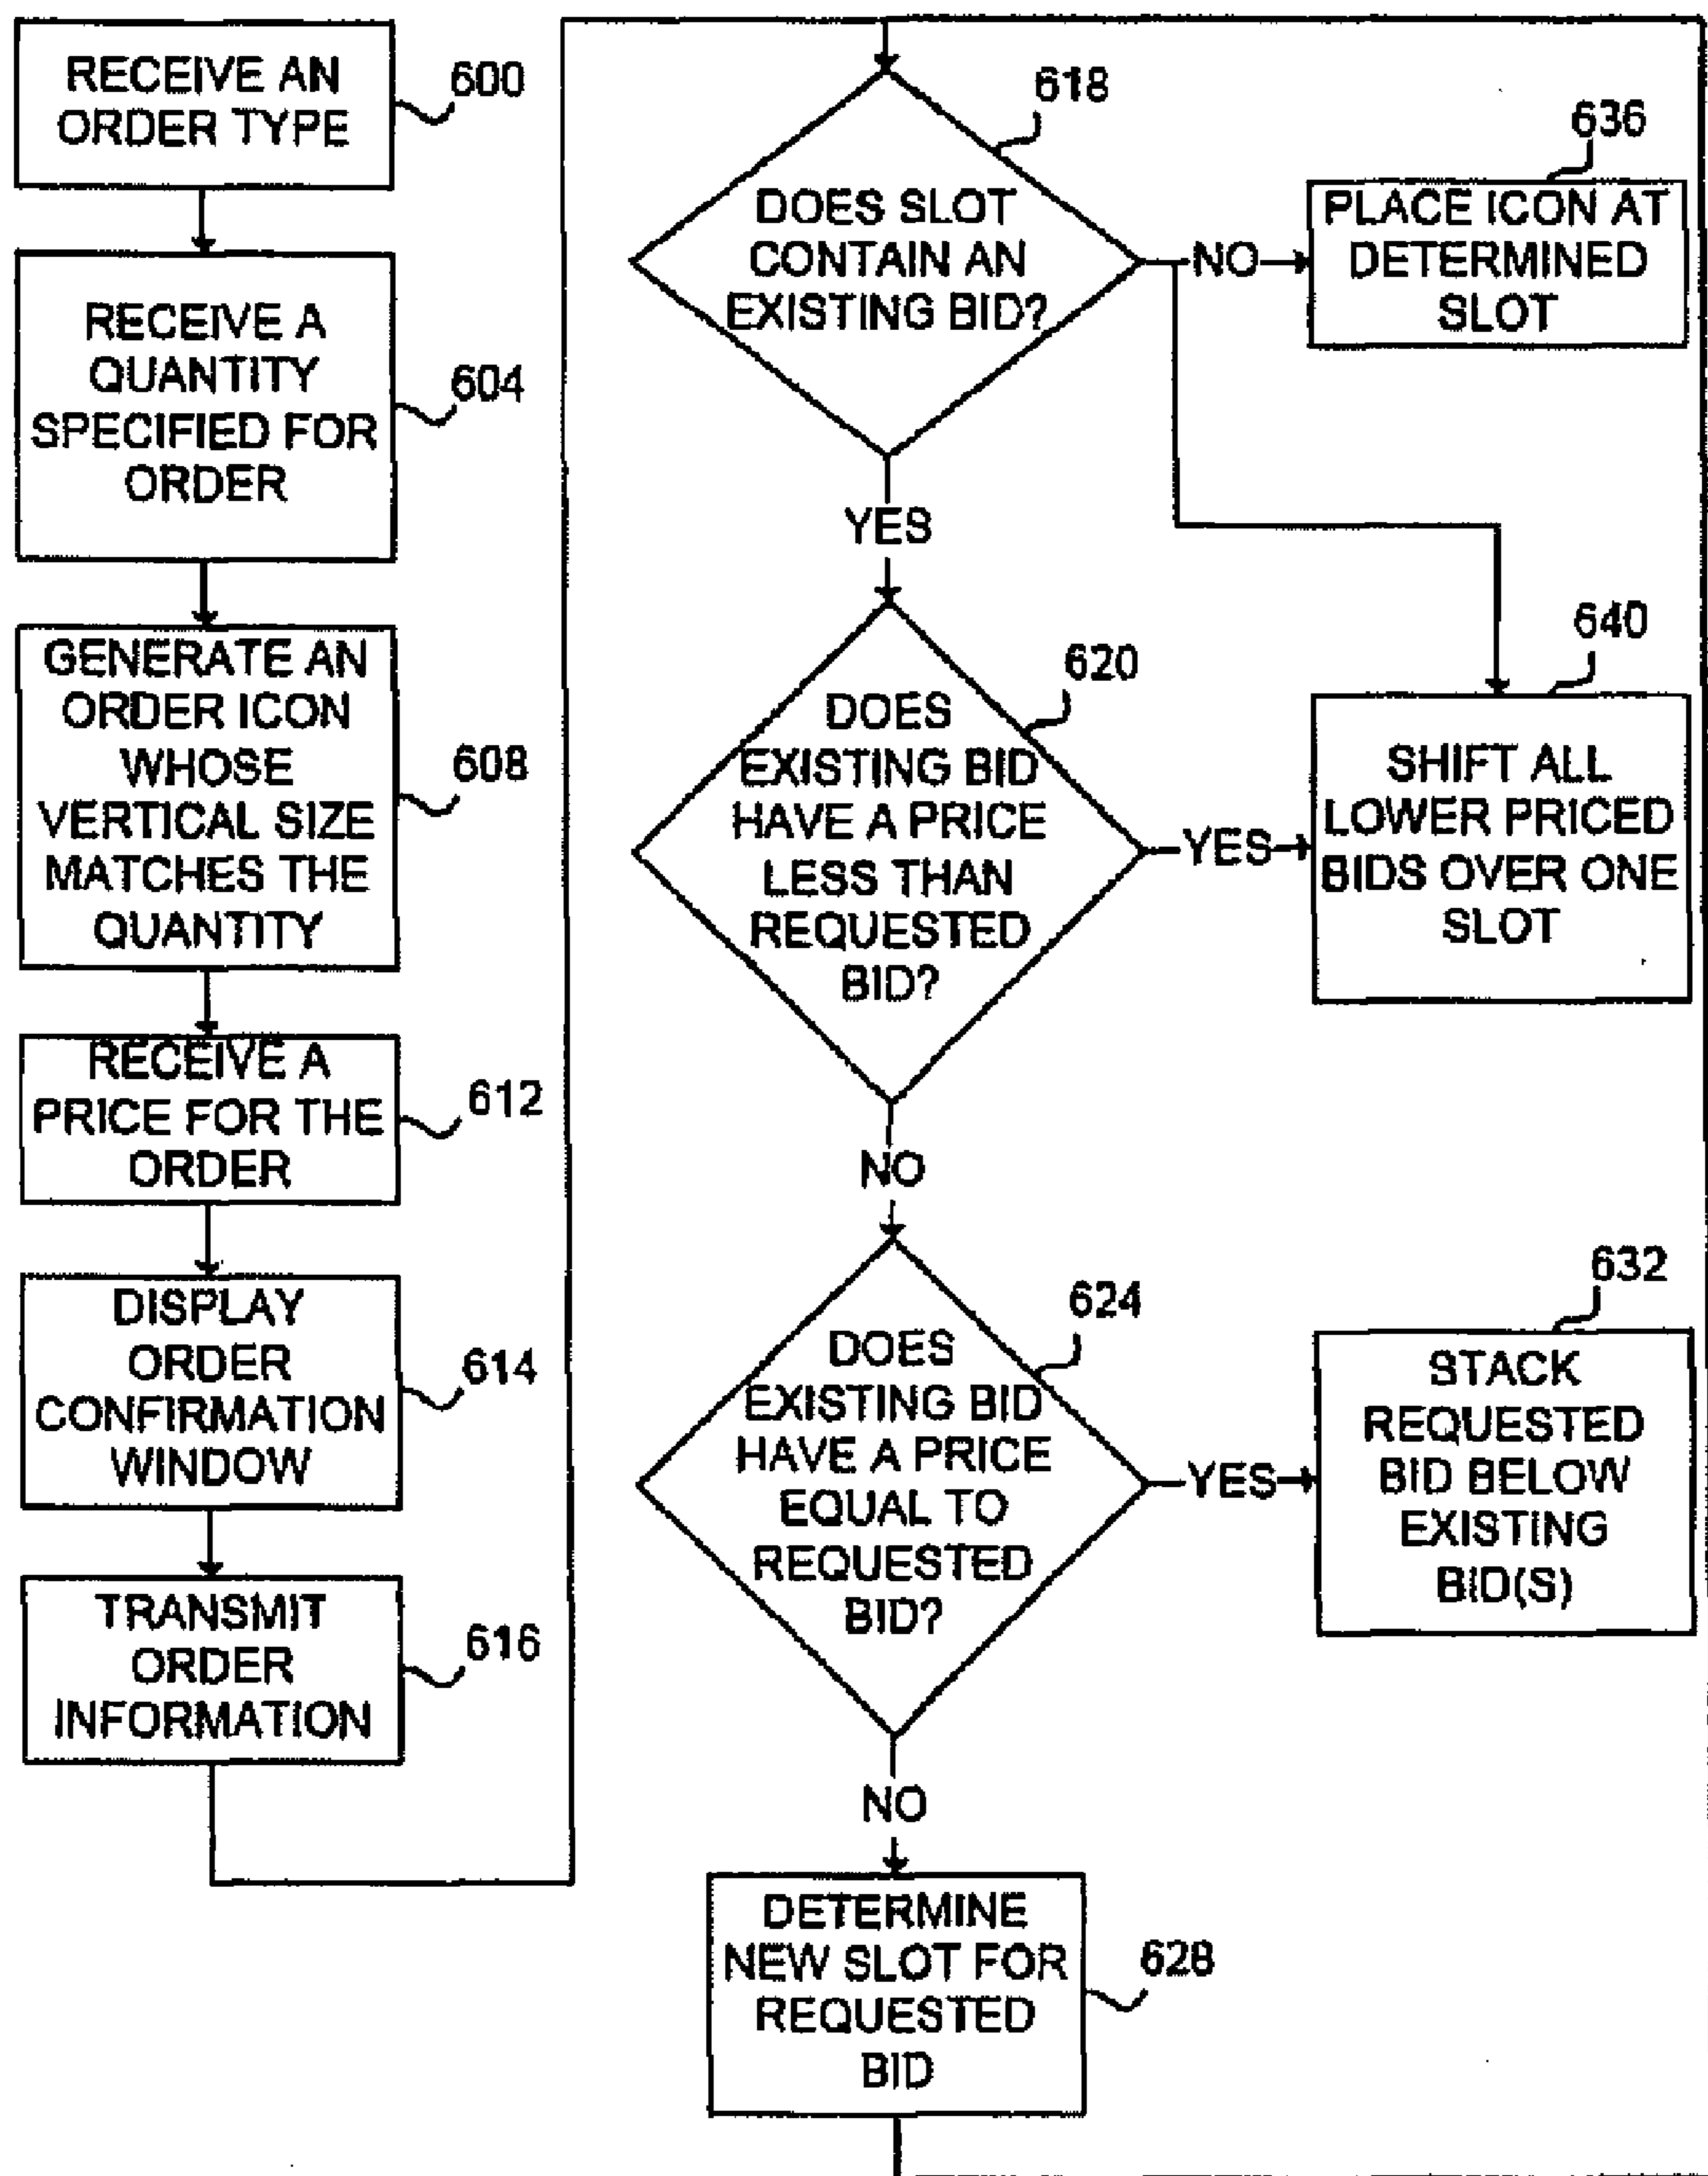 RECEIVE AN
ORDER TYPE
600
RECEIVE A
QUANTITY
SPECIFIED FOR
ORDER
604
GENERATE AN
ORDER ICON
WHOSE
VERTICAL SIZE
MATCHES THE
QUANTITY
608
RECEIVE A
PRICE FOR THE
ORDER
612
DISPLAY
ORDER
CONFIRMATION
WINDOW
614
TRANSMIT
ORDER
INFORMATION
616
DOES SLOT
CONTAIN AN
EXISTING BID?
618
NO
PLACE ICON AT
DETERMINED
SLOT
636
YES
DOES
EXISTING BID
HAVE A PRICE
LESS THAN
REQUESTED
BID?
620
YES
SHIFT ALL
LOWER PRICED
BIDS OVER ONE
SLOT
640
NO
DOES
EXISTING BID
HAVE A PRICE
EQUAL TO
REQUESTED
BID?
624
YES
STACK
REQUESTED
BID BELOW
EXISTING
BID(S)
632
NO
DETERMINE
NEW SLOT FOR
REQUESTED
BID
628